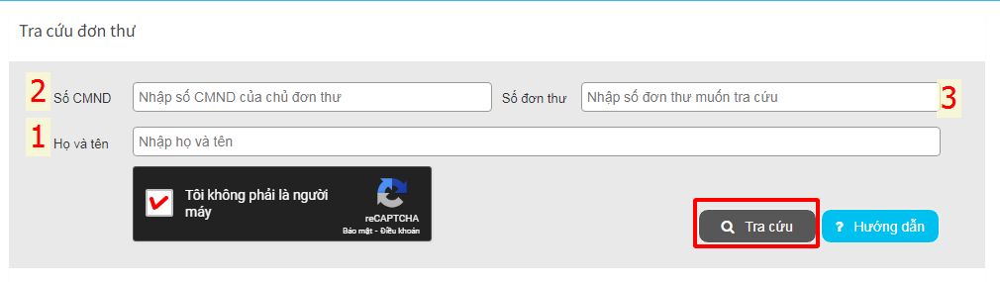 Tra cứu đơn thư
2 Số CMND Nhập số CMND của chủ đơn thư Số đơn thư Nhập số đơn thư muốn tra cứu 3
1 Họ và tên Nhập họ và tên
Tôi không phải là người
máy
reCAPTCHA
Bảo mật - Điều khoản
Tra cứu ? Hướng dẫn